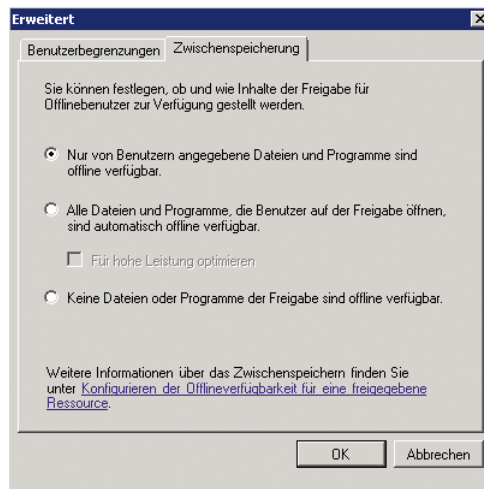 Erweitert
Benutzerbegrenzungen Zwischenspeicherung
Sie können festlegen, ob und wie Inhalte der Freigabe für
Offlinebenutzer zur Verfügung gestellt werden.
Nur von Benutzern angegebene Dateien und Programme sind
offline verfügbar.
Alle Dateien und Programme, die Benutzer auf der Freigabe öffnen,
sind automatisch offline verfügbar.
Für hohe Leistung optimieren
Keine Dateien oder Programme der Freigabe sind offline verfügbar.
Weitere Informationen über das Zwischenspeichern finden Sie
unter Konfigurieren der Offlineverfügbarkeit für eine freigegebene
Ressource.
OK Abbrechen